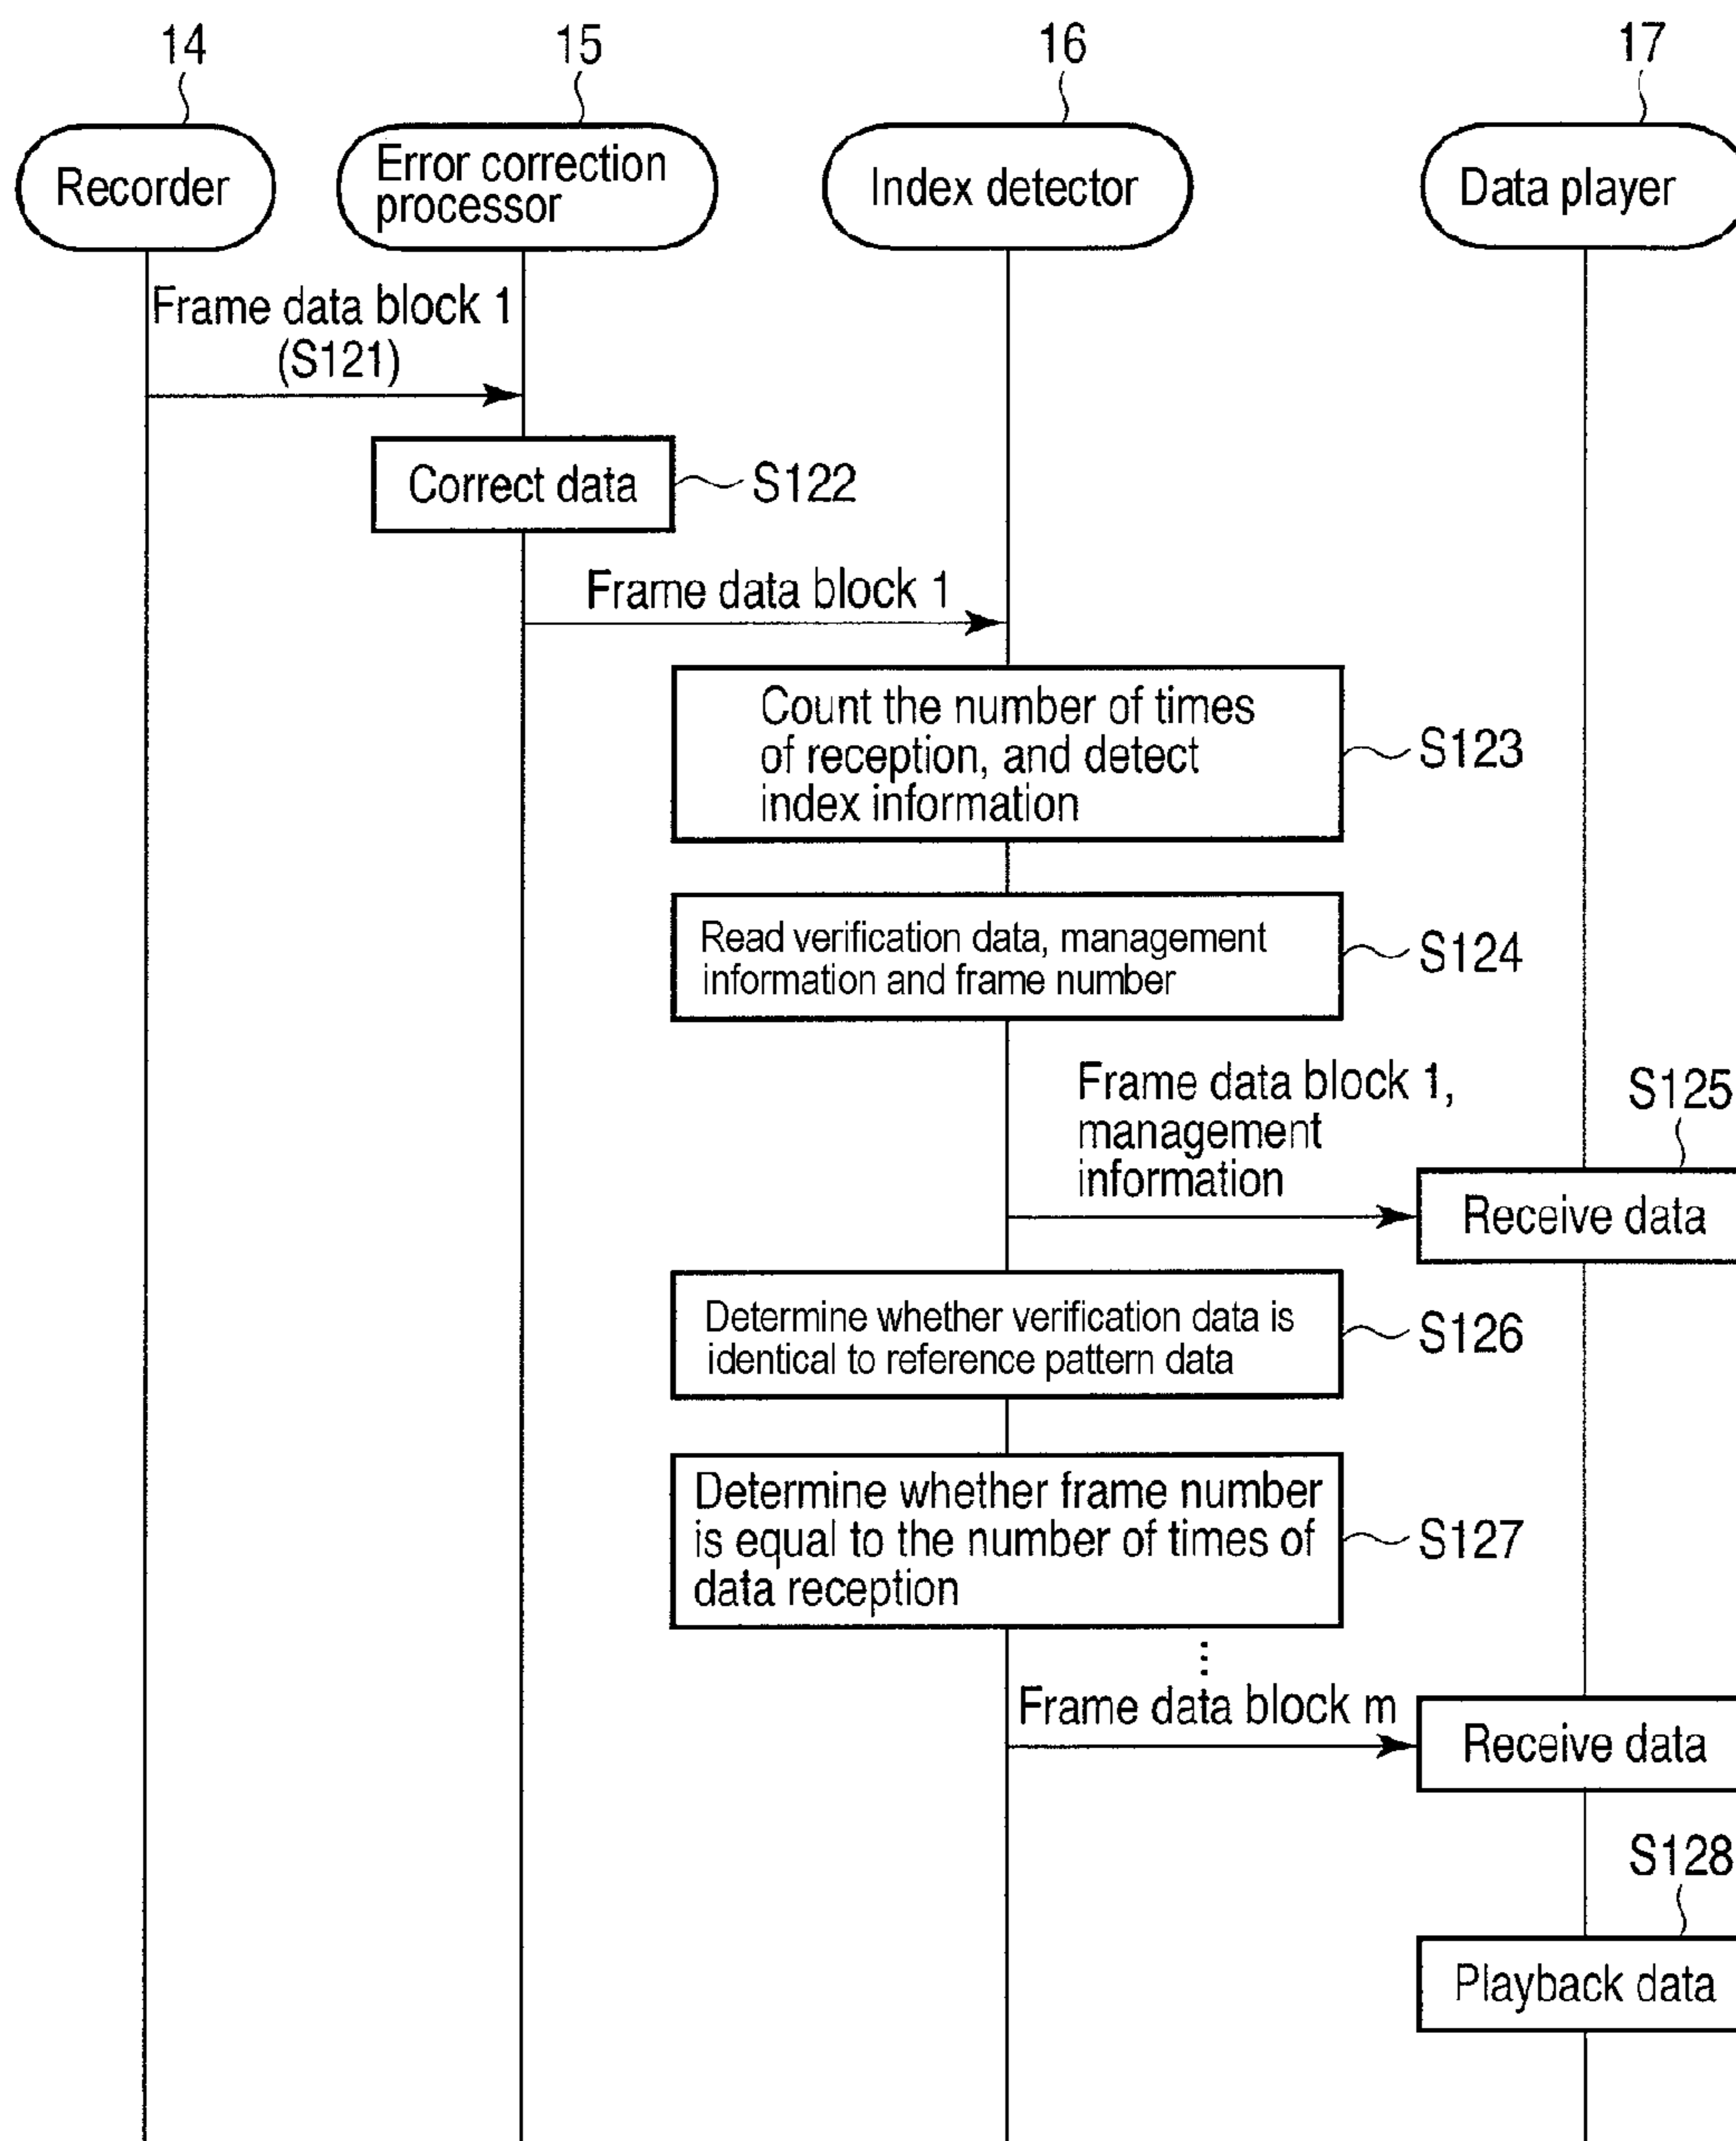 14
15
16
17
Recorder
Error correction
processor
Index detector
Data player
Frame data block 1
(S121)
Correct data
S122
Frame data block 1
Count the number of times
of reception, and detect
index information
S123
Read verification data, management
information and frame number
S124
Frame data block 1,
management
information
S125
Receive data
Determine whether verification data is
identical to reference pattern data
S126
Determine whether frame number
is equal to the number of times of
data reception
S127
Frame data block m
Receive data
S128
Playback data